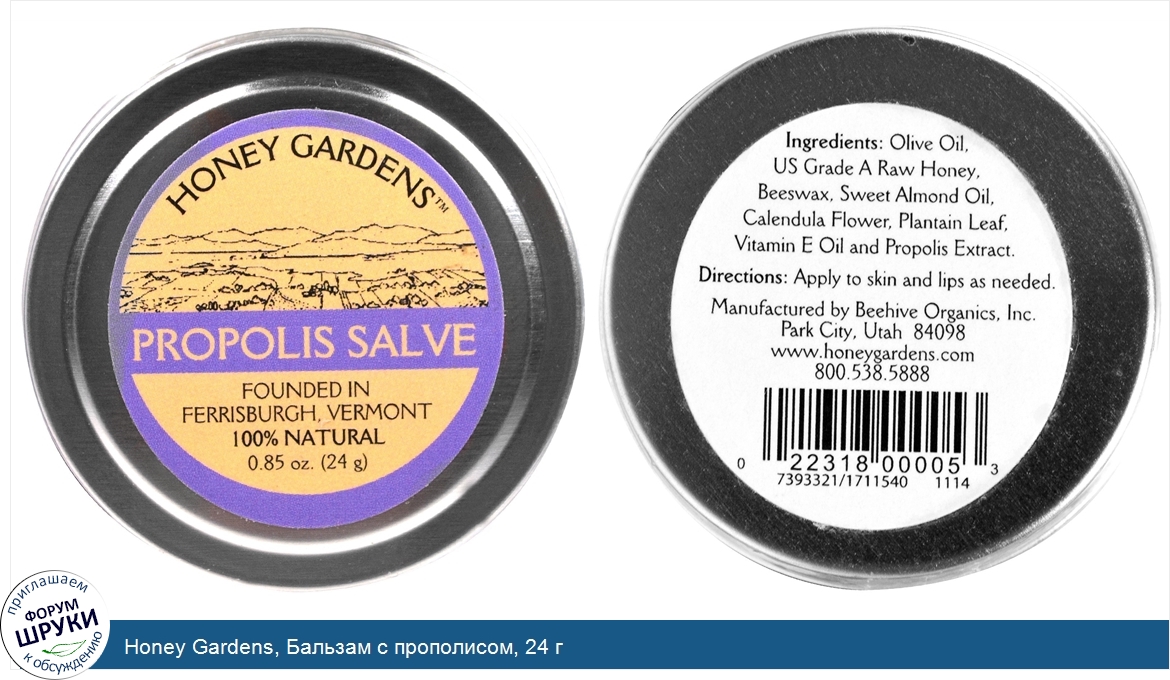 HONEY GARDENS™
PROPOLIS SALVE
FOUNDED IN
FERRISBURGH, VERMONT
100% NATURAL
0.85 oz. (24 g)
Ingredients: Olive Oil,
US Grade A Raw Honey,
Beeswax, Sweet Almond Oil,
Calendula Flower, Plantain Leaf,
Vitamin E Oil and Propolis Extract.
Directions: Apply to skin and lips as needed.
Manufactured by Beehive Organics, Inc.
Park City, Utah 84098
www.honeygardens.com
800.538.5888
0 22318 00005 3
7393321/1711540 1114
приглашаем
ФОРУМ
ШРУКИ
к обсуждению
Honey Gardens, Бальзам с прополисом, 24 г